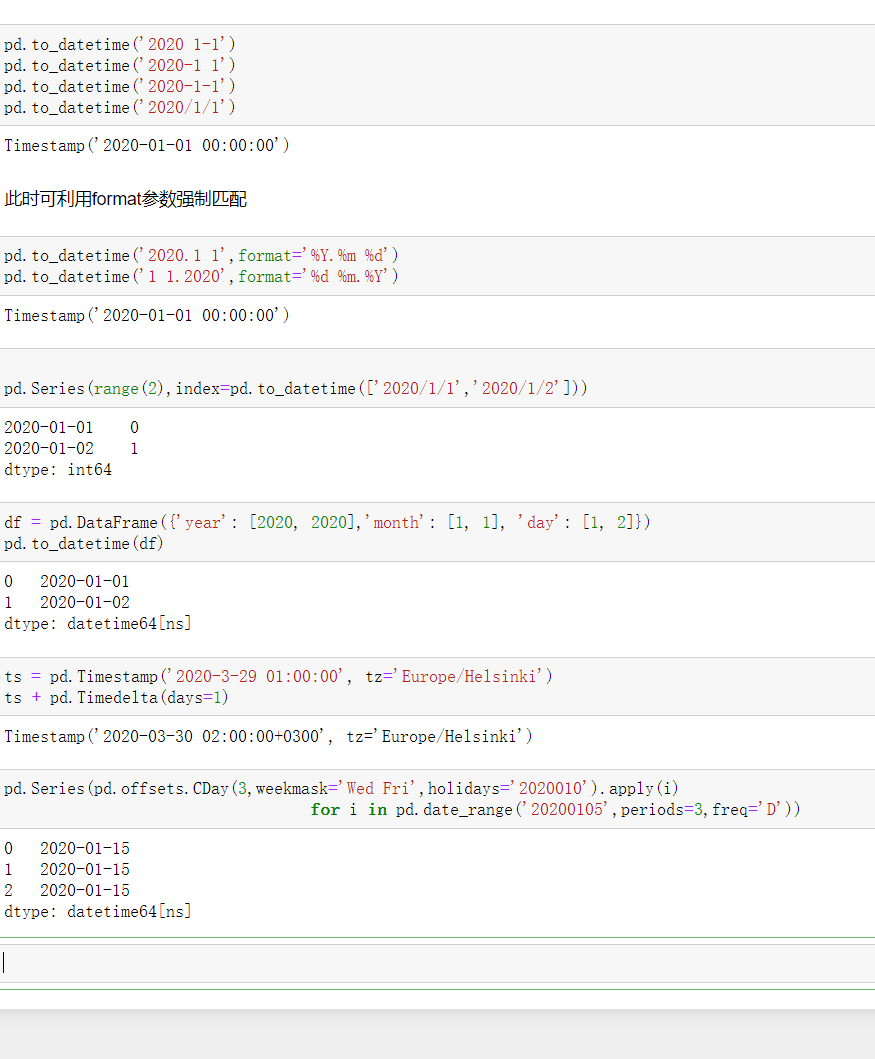 pd.to_datetime('2020 1-1')
pd.to_datetime('2020-1 1')
pd.to_datetime('2020-1-1')
pd.to_datetime('2020/1/1')
Timestamp('2020-01-01 00:00:00')
此时可利用format参数强制匹配
pd.to_datetime('2020.1 1',format='%Y.%m %d')
pd.to_datetime('1 1.2020',format='%d %m.%Y')
Timestamp('2020-01-01 00:00:00')
pd.Series(range(2),index=pd.to_datetime(['2020/1/1','2020/1/2']))
2020-01-01    0
2020-01-02    1
dtype: int64
df = pd.DataFrame({'year': [2020, 2020],'month': [1, 1], 'day': [1, 2]})
pd.to_datetime(df)
0   2020-01-01
1   2020-01-02
dtype: datetime64[ns]
ts = pd.Timestamp('2020-3-29 01:00:00', tz='Europe/Helsinki')
ts + pd.Timedelta(days=1)
Timestamp('2020-03-30 02:00:00+0300', tz='Europe/Helsinki')
pd.Series(pd.offsets.CDay(3,weekmask='Wed Fri',holidays='2020010').apply(i)
for i in pd.date_range('20200105',periods=3,freq='D'))
0   2020-01-15
1   2020-01-15
2   2020-01-15
dtype: datetime64[ns]